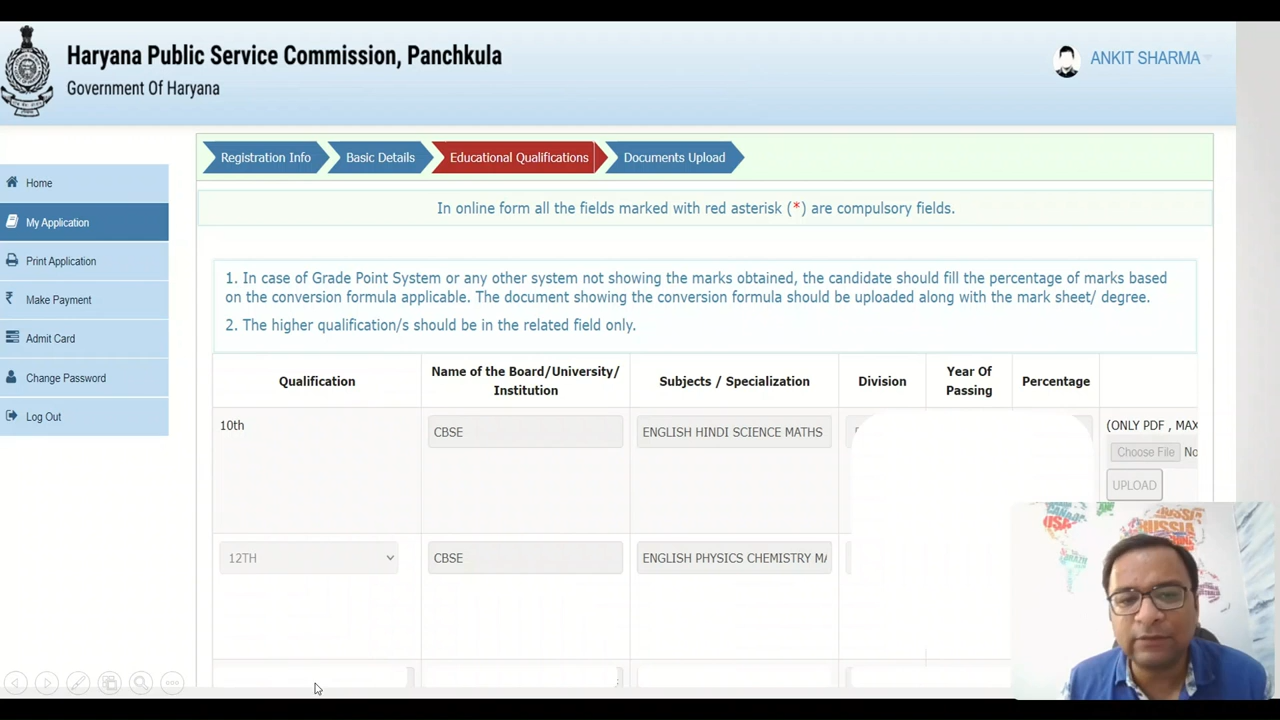 Haryana Public Service Commission, Panchkula
Government Of Haryana
ANKIT SHARMA
Registration Info
Basic Details
Educational Qualifications
Documents Upload
Home
My Application
Print Application
Make Payment
Admit Card
Change Password
Log Out
In online form all the fields marked with red asterisk (*) are compulsory fields.
1. In case of Grade Point System or any other system not showing the marks obtained, the candidate should fill the percentage of marks based
on the conversion formula applicable. The document showing the conversion formula should be uploaded along with the mark sheet/ degree.
2. The higher qualification/s should be in the related field only.
Qualification
Name of the Board/University/
Institution
Subjects / Specialization
Division
Year Of
Passing
Percentage
10th
CBSE
ENGLISH HINDI SCIENCE MATHS
(ONLY PDF , MAX
Choose File No
UPLOAD
12TH
CBSE
ENGLISH PHYSICS CHEMISTRY MA
USA
RUSSIA